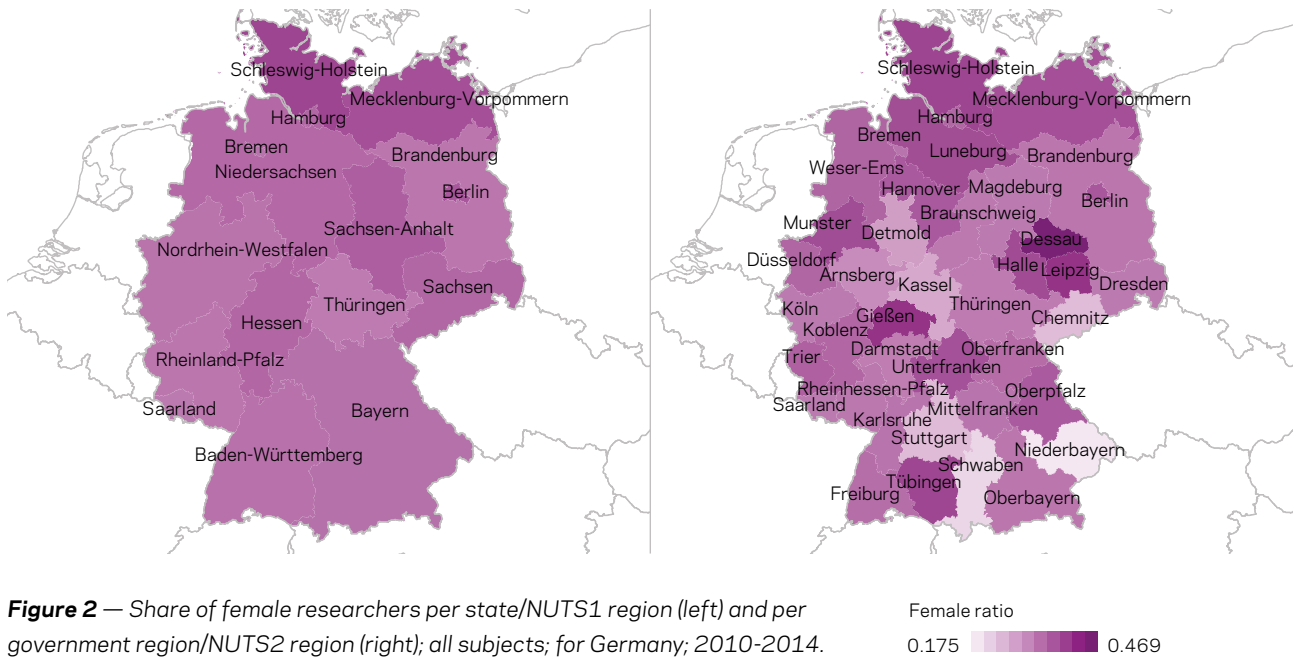 Schleswig-Holstein
Mecklenburg-Vorpommern
Hamburg
Bremen
Brandenburg
Niedersachsen
Berlin
Sachsen-Anhalt
Nordrhein-Westfalen
Sachsen
Thüringen
Hessen
Rheinland-Pfalz
Saarland
Bayern
Baden-Württemberg
Schleswig-Holstein
Mecklenburg-Vorpommern
Hamburg
Bremen
Luneburg
Brandenburg
Weser-Ems
Hannover
Magdeburg
Berlin
Braunschweig
Munster
Detmold
Dessau
Düsseldorf
Halle
Leipzig
Arnsberg
Kassel
Dresden
Thüringen
Köln
Gießen
Chemnitz
Koblenz
Darmstadt
Oberfranken
Trier
Unterfranken
Rheinhessen-Pfalz
Oberpfalz
Saarland
Mittelfranken
Karlsruhe
Stuttgart
Niederbayern
Schwaben
Tübingen
Freiburg
Oberbayern
Figure 2 — Share of female researchers per state/NUTS1 region (left) and per
government region/NUTS2 region (right); all subjects; for Germany; 2010-2014.
Female ratio
0.175 0.469